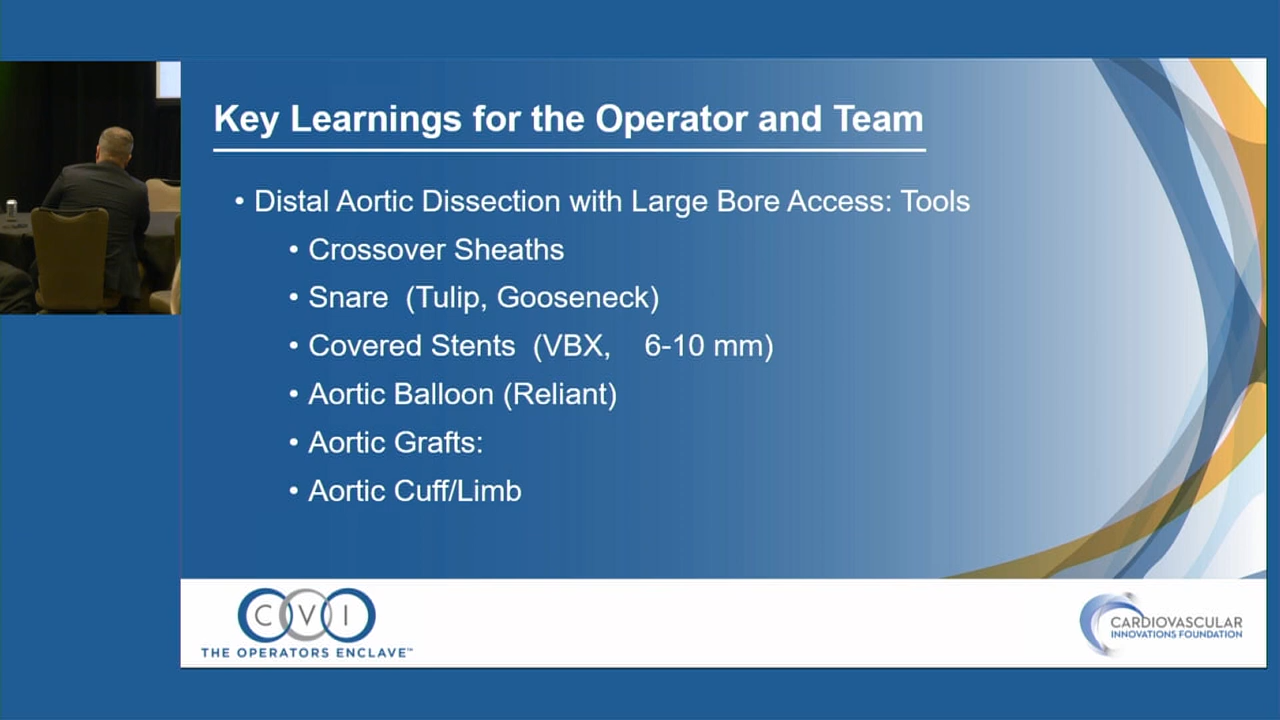 Key Learnings for the Operator and Team
• Distal Aortic Dissection with Large Bore Access: Tools
• Crossover Sheaths
• Snare (Tulip, Gooseneck)
• Covered Stents (VBX, 6-10 mm)
• Aortic Balloon (Reliant)
• Aortic Grafts:
• Aortic Cuff/Limb
CVI
THE OPERATORS ENCLAVE™
CARDIOVASCULAR
INNOVATIONS FOUNDATION